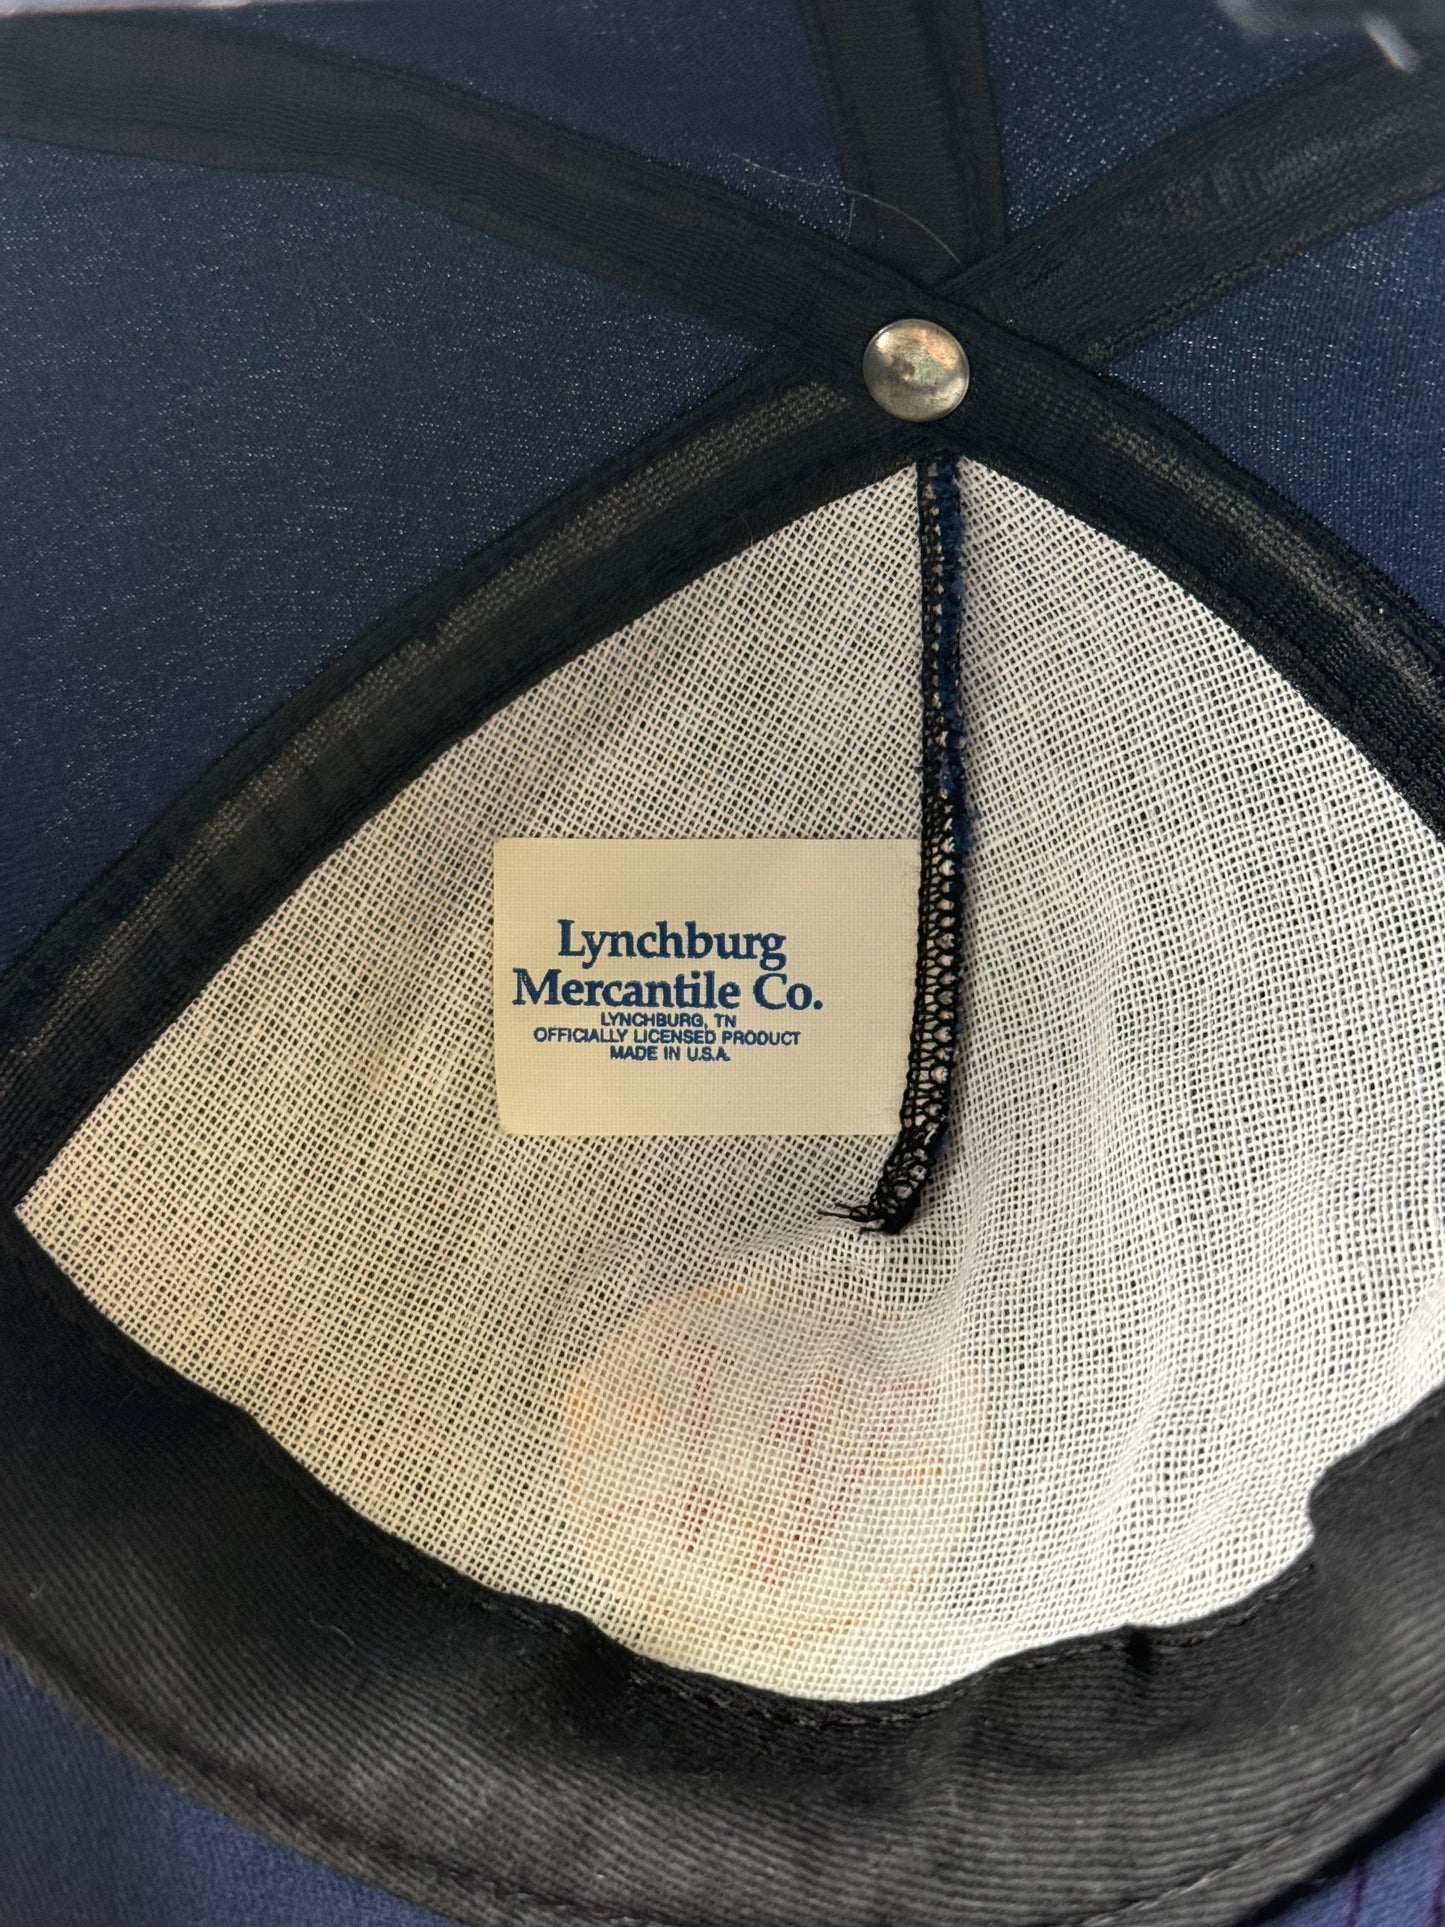 Lynchburg
Mercantile Co.
LYNCHBURG, TN
OFFICIALLY LICENSED PRODUCT
MADE IN U.S.A.